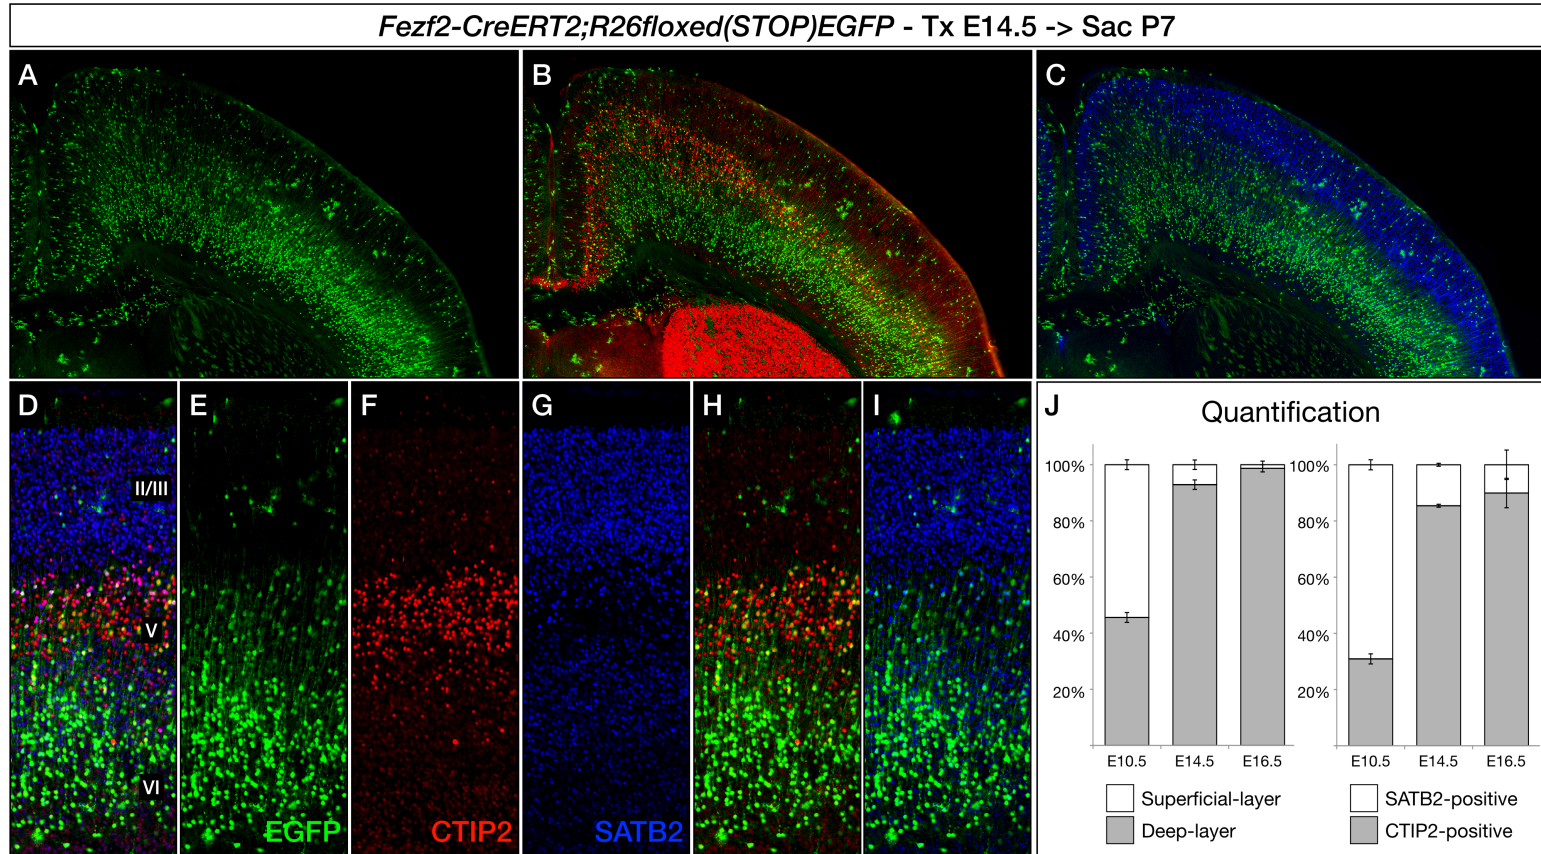 Fezf2-CreERT2;R26floxed(STOP)EGFP - Tx E14.5 -> Sac P7
A
B
C
D
II/III
V
VI
E
EGFP
F
CTIP2
G
SATB2
H
I
J
Quantification
100%
80%
60%
40%
20%
E10.5 E14.5 E16.5
Superficial-layer
Deep-layer
100%
80%
60%
40%
20%
E10.5 E14.5 E16.5
SATB2-positive
CTIP2-positive